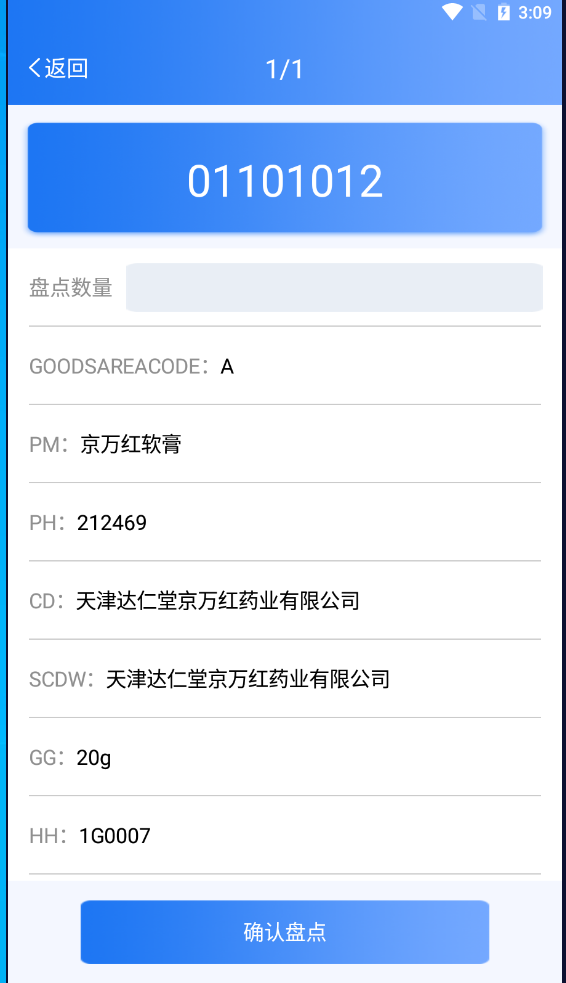 3:09
返回
1/1
01101012
盘点数量
GOODSAREACODE：A
PM：京万红软膏
PH：212469
CD：天津达仁堂京万红药业有限公司
SCDW：天津达仁堂京万红药业有限公司
GG：20g
HH：1G0007
确认盘点